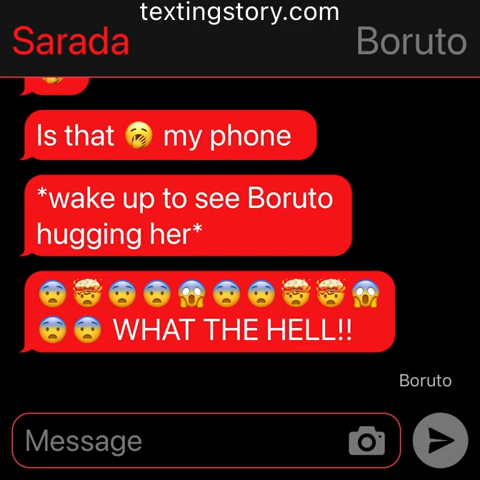 textingstory.com
Sarada Boruto
Is that 🥱 my phone
*wake up to see Boruto
hugging her*
😨🤯😨😨😱😨😨🤯🤯😱
😨😨 WHAT THE HELL!!
Boruto
Message